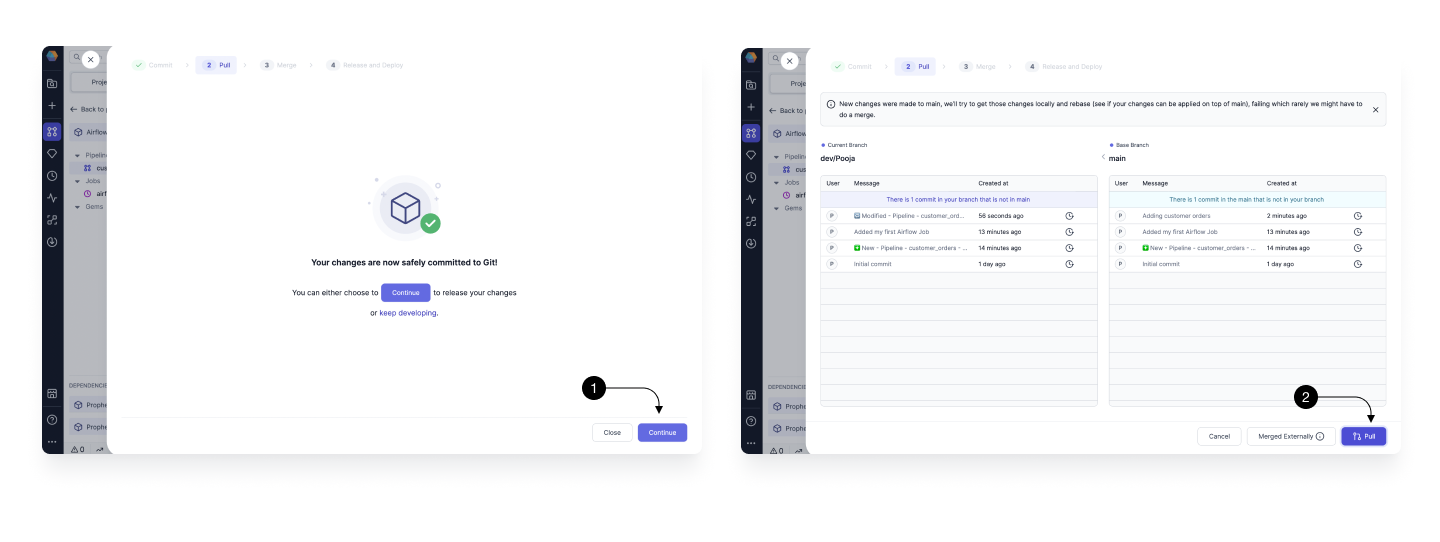 Commit > 2 Pull > 3 Merge > 4 Release and Deploy
Proje
Back to p
Airflow
Pipelin
cus
Jobs
airf
Gems
Your changes are now safely committed to Git!
You can either choose to Continue to release your changes
or keep developing.
DEPENDENCIE
Prophe
Prophe
0
1
Close Continue
Commit > 2 Pull > 3 Merge > 4 Release and Deploy
Proje
Back to p
Airflow
Pipelin
cus
Jobs
airf
Gems
New changes were made to main, we'll try to get those changes locally and rebase (see if your changes can be applied on top of main), failing which rarely we might have to
do a merge.
Current Branch
dev/Pooja
Base Branch
main
User Message Created at
There is 1 commit in your branch that is not in main
P Modified - Pipeline - customer_ord... 56 seconds ago
P Added my first Airflow Job 13 minutes ago
P New - Pipeline - customer_orders - ... 14 minutes ago
P Initial commit 1 day ago
User Message Created at
There is 1 commit in the main that is not in your branch
P Adding customer orders 2 minutes ago
P Added my first Airflow Job 13 minutes ago
P New - Pipeline - customer_orders - ... 14 minutes ago
P Initial commit 1 day ago
DEPENDENCIE
Prophe
Prophe
0
2
Cancel Merged Externally Pull